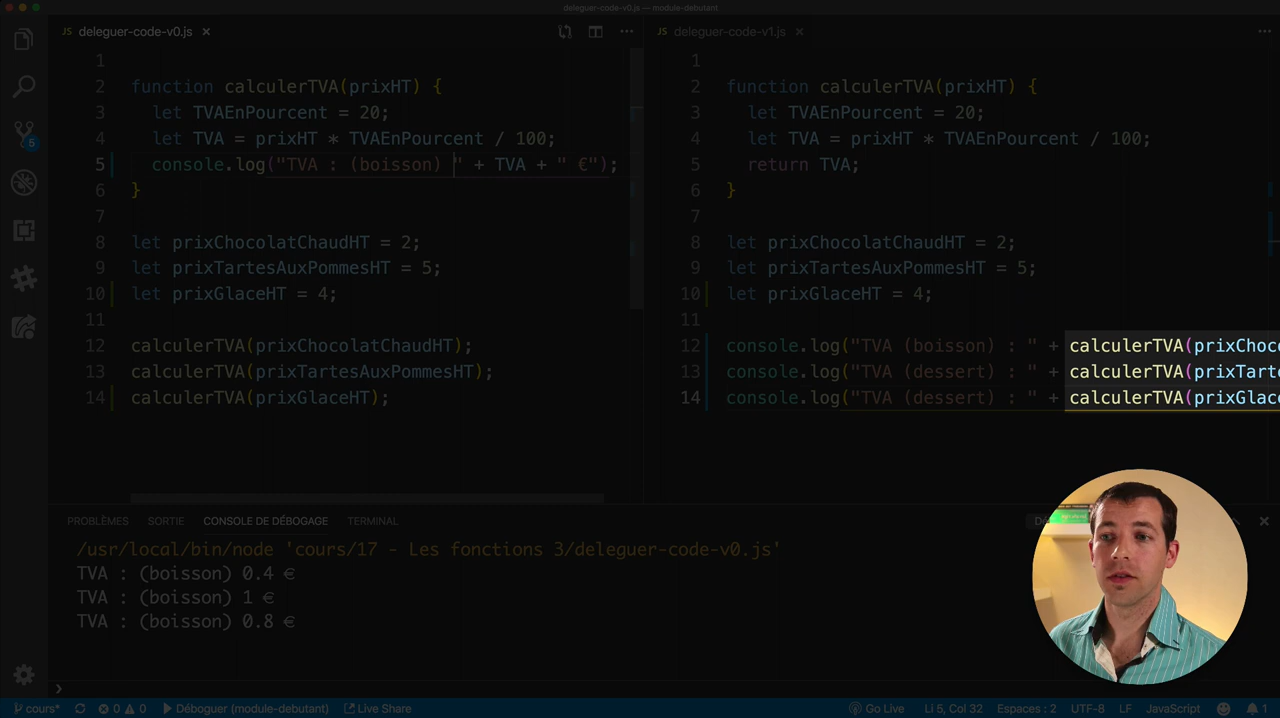 deleguer-code-v0.js — module-debutant
JS deleguer-code-v0.js ×
JS deleguer-code-v1.js ×
1
2 function calculerTVA(prixHT) {
3 let TVAEnPourcent = 20;
4 let TVA = prixHT * TVAEnPourcent / 100;
5 console.log("TVA : (boisson) " + TVA + " €");
6 }
7
8 let prixChocolatChaudHT = 2;
9 let prixTartesAuxPommesHT = 5;
10 let prixGlaceHT = 4;
11
12 calculerTVA(prixChocolatChaudHT);
13 calculerTVA(prixTartesAuxPommesHT);
14 calculerTVA(prixGlaceHT);
1
2 function calculerTVA(prixHT) {
3 let TVAEnPourcent = 20;
4 let TVA = prixHT * TVAEnPourcent / 100;
5 return TVA;
6 }
7
8 let prixChocolatChaudHT = 2;
9 let prixTartesAuxPommesHT = 5;
10 let prixGlaceHT = 4;
11
12 console.log("TVA (boisson) : " + calculerTVA(prixChoco
13 console.log("TVA (dessert) : " + calculerTVA(prixTarte
14 console.log("TVA (dessert) : " + calculerTVA(prixGlace
5
PROBLÈMES SORTIE CONSOLE DE DÉBOGAGE TERMINAL
/usr/local/bin/node 'cours/17 - Les fonctions 3/deleguer-code-v0.js'
TVA : (boisson) 0.4 €
TVA : (boisson) 1 €
TVA : (boisson) 0.8 €
cours* 0 0 Déboguer (module-debutant) Live Share Go Live Li 5, Col 32 Espaces : 2 UTF-8 LF JavaScript 1